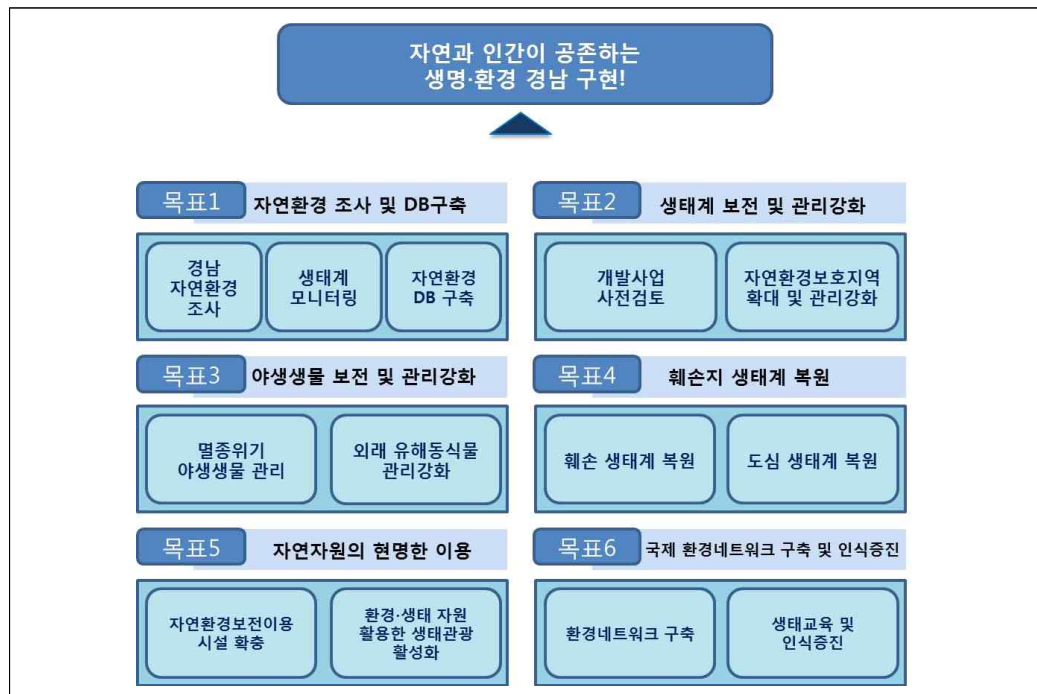 자연과 인간이 공존하는
생명·환경 경남 구현!
목표1 자연환경 조사 및 DB구축
경남
자연환경
조사
생태계
모니터링
자연환경
DB 구축
목표2 생태계 보전 및 관리강화
개발사업
사전검토
자연환경보호지역
확대 및 관리강화
목표3 야생생물 보전 및 관리강화
멸종위기
야생생물 관리
외래 유해동식물
관리강화
목표4 훼손지 생태계 복원
훼손 생태계 복원
도심 생태계 복원
목표5 자연자원의 현명한 이용
자연환경보전이용
시설 확충
환경·생태 자원
활용한 생태관광
활성화
목표6 국제 환경네트워크 구축 및 인식증진
환경네트워크 구축
생태교육 및
인식증진